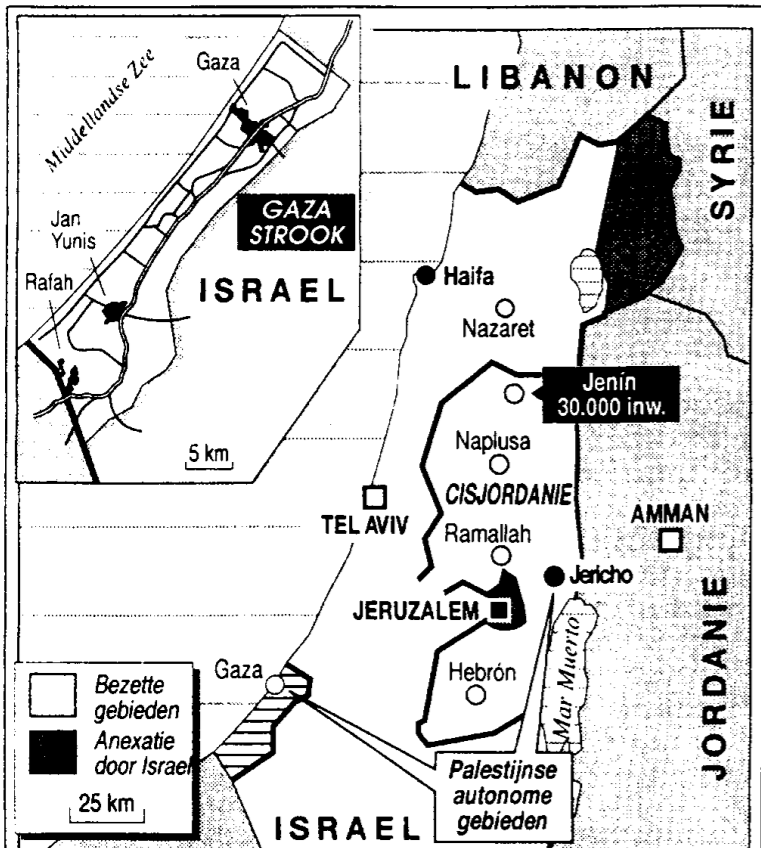 Middellandse Zee
Gaza
GAZA
STROOK
Jan
Yunis
Rafah
ISRAEL
5 km
LIBANON
SYRIE
Haifa
Nazaret
Jenín
30.000 inw.
Naplusa
CISJORDANIE
TEL AVIV
Ramallah
AMMAN
Jericho
JERUZALEM
JORDANIE
Gaza
Hebrón
Mar Muerto
Bezette
gebieden
Anexatie
door Israel
25 km
Palestijnse
autonome
gebieden
ISRAEL